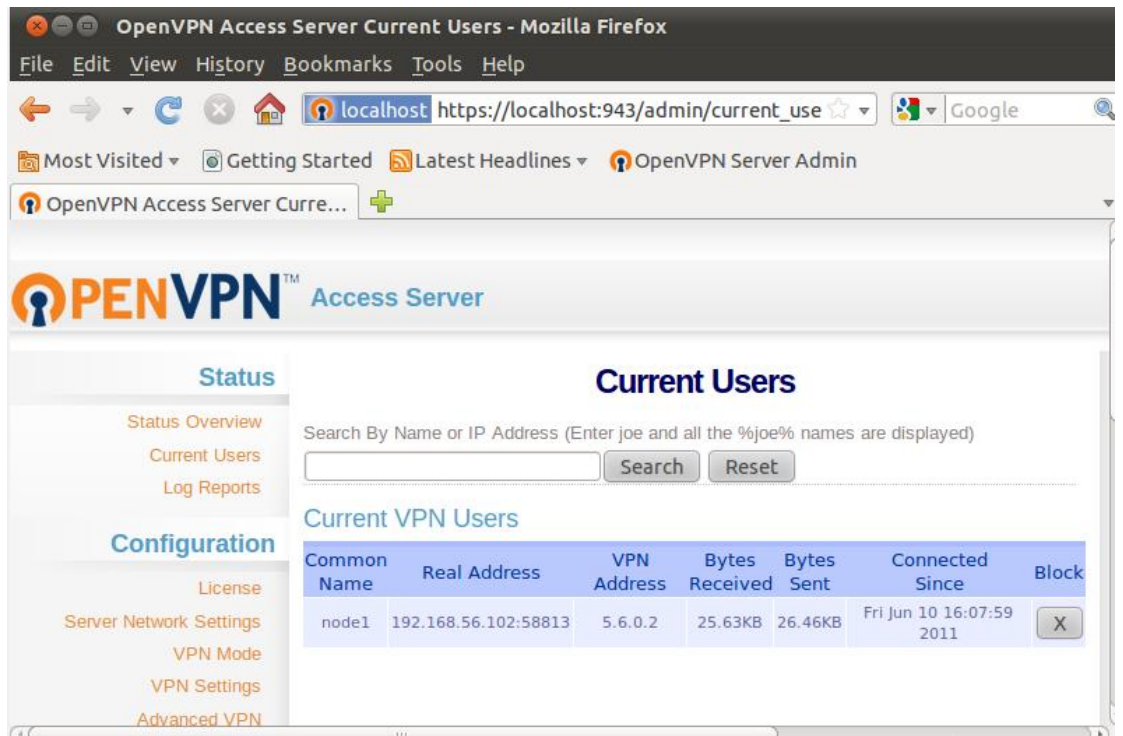 OpenVPN Access Server Current Users - Mozilla Firefox
File Edit View History Bookmarks Tools Help
localhost https://localhost:943/admin/current_use Google
Most Visited Getting Started Latest Headlines OpenVPN Server Admin
OpenVPN Access Server Curre...
OPENVPN™ Access Server
Status
Status Overview
Current Users
Log Reports
Configuration
License
Server Network Settings
VPN Mode
VPN Settings
Advanced VPN
Current Users
Search By Name or IP Address (Enter joe and all the %joe% names are displayed)
Search Reset
Current VPN Users
Common Name Real Address VPN Address Bytes Received Bytes Sent Connected Since Block
node1 192.168.56.102:58813 5.6.0.2 25.63KB 26.46KB Fri Jun 10 16:07:59 2011 X